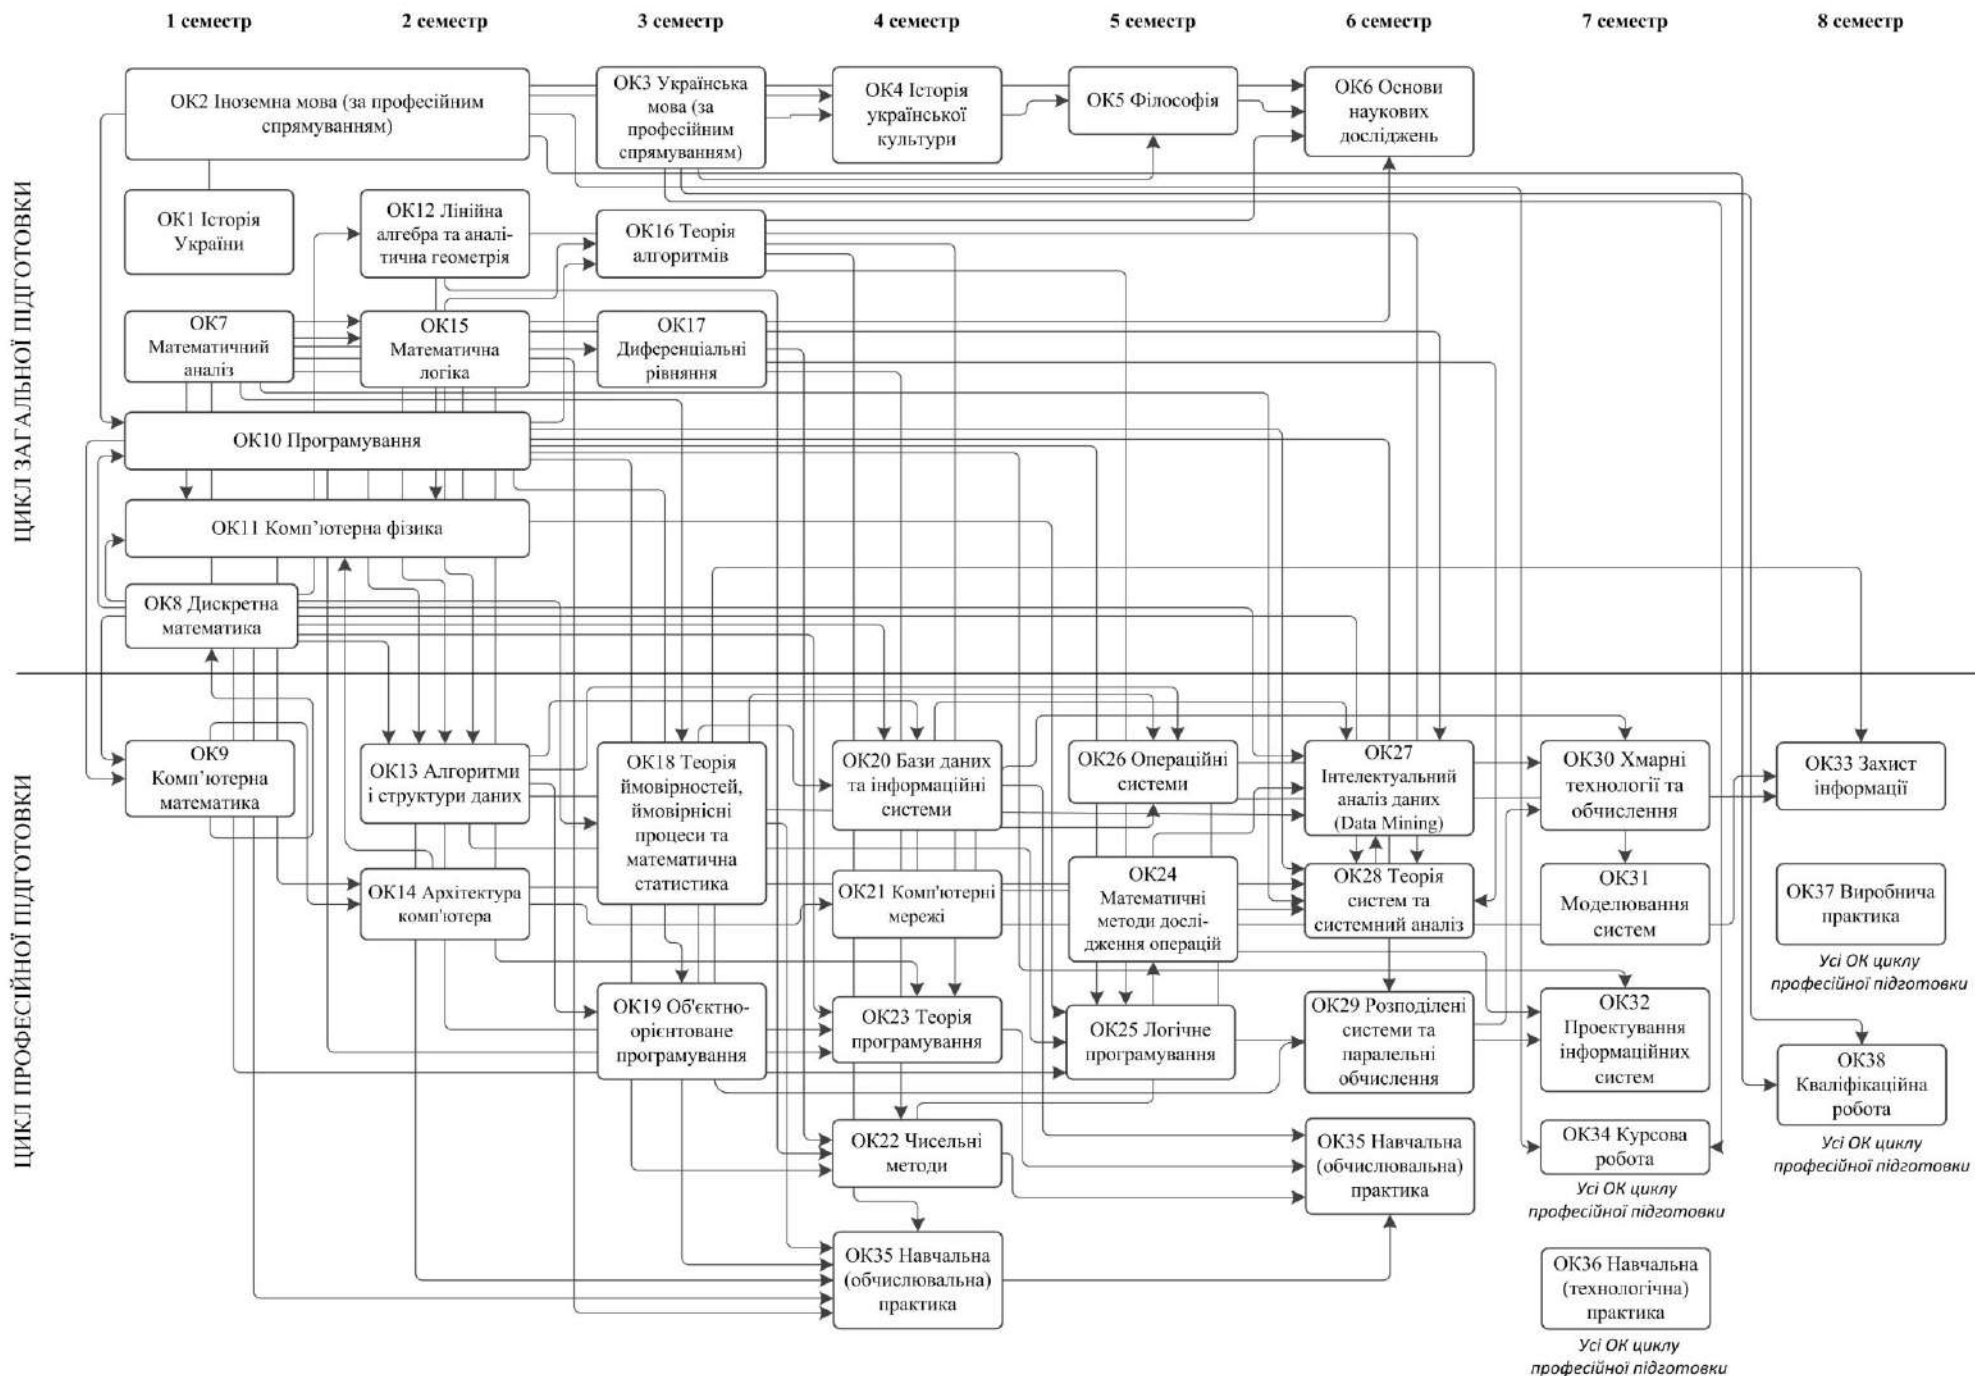 1 семестр
2 семестр
3 семестр
4 семестр
5 семестр
6 семестр
7 семестр
8 семестр
ЦИКЛ ЗАГАЛЬНОЇ ПІДГОТОВКИ
ОК2 Іноземна мова (за професійним
спрямуванням)
ОК3 Українська
мова (за
професійним
спрямуванням)
ОК4 Історія
української
культури
ОК5 Філософія
ОК6 Основи
наукових
досліджень
ОК1 Історія
України
ОК12 Лінійна
алгебра та аналі-
тична геометрія
ОК16 Теорія
алгоритмів
ОК7
Математичний
аналіз
ОК15
Математична
логіка
ОК17
Диференціальні
рівняння
ОК10 Програмування
ОК11 Комп’ютерна фізика
ОК8 Дискретна
математика
ЦИКЛ ПРОФЕСІЙНОЇ ПІДГОТОВКИ
ОК9
Комп’ютерна
математика
ОК13 Алгоритми
і структури даних
ОК18 Теорія
ймовірностей,
ймовірнісні
процеси та
математична
статистика
ОК20 Бази даних
та інформаційні
системи
ОК26 Операційні
системи
ОК27
Інтелектуальний
аналіз даних
(Data Mining)
ОК30 Хмарні
технології та
обчислення
ОК33 Захист
інформації
ОК14 Архітектура
комп'ютера
ОК21 Комп'ютерні
мережі
ОК24
Математичні
методи дослі-
дження операцій
ОК28 Теорія
систем та
системний аналіз
ОК31
Моделювання
систем
ОК37 Виробнича
практика
Усі ОК циклу
професійної підготовки
ОК19 Об'єктно-
орієнтоване
програмування
ОК23 Теорія
програмування
ОК25 Логічне
програмування
ОК29 Розподілені
системи та
паралельні
обчислення
ОК32
Проектування
інформаційних
систем
ОК38
Кваліфікаційна
робота
Усі ОК циклу
професійної підготовки
ОК22 Чисельні
методи
ОК35 Навчальна
(обчислювальна)
практика
ОК34 Курсова
робота
Усі ОК циклу
професійної підготовки
ОК35 Навчальна
(обчислювальна)
практика
ОК36 Навчальна
(технологічна)
практика
Усі ОК циклу
професійної підготовки